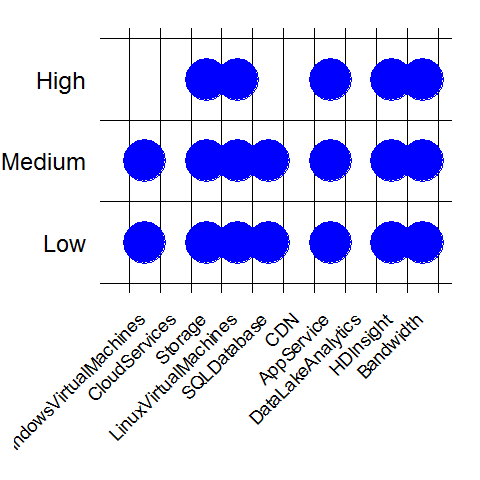 High
Medium
Low
ndowsVirtualMachines
CloudServices
Storage
LinuxVirtualMachines
SQLDatabase
CDN
AppService
DataLakeAnalytics
HDInsight
Bandwidth